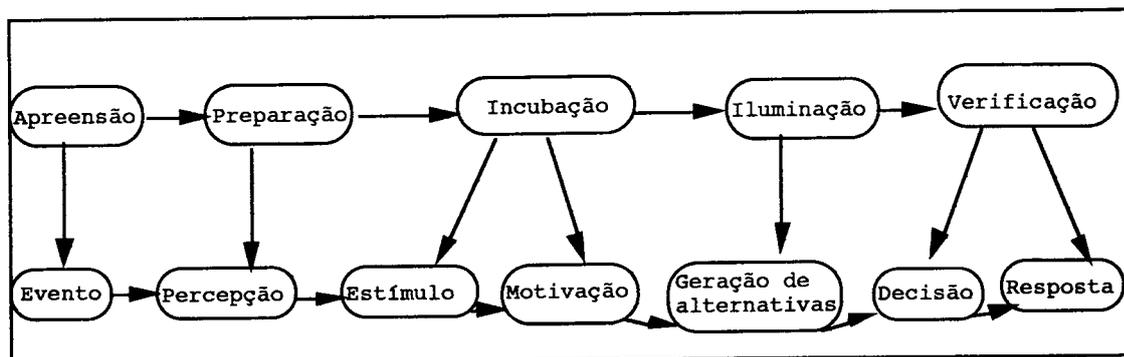 Apreensão
Preparação
Incubação
Iluminação
Verificação
Evento
Percepção
Estímulo
Motivação
Geração de
alternativas
Decisão
Resposta